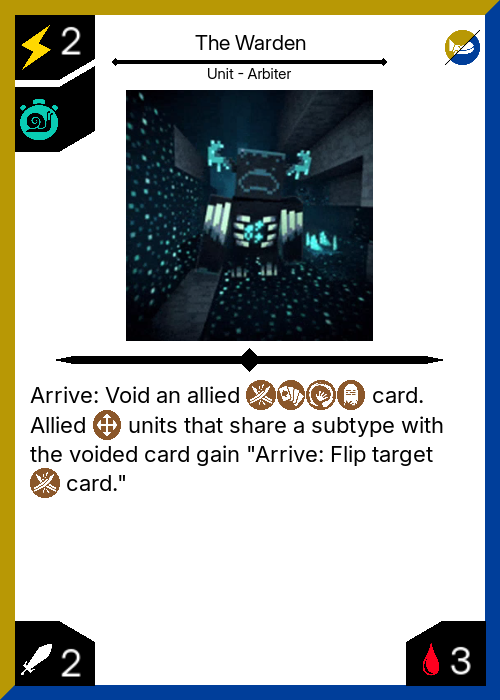 2
The Warden
Unit - Arbiter
Arrive: Void an allied card.
Allied units that share a subtype with
the voided card gain "Arrive: Flip target
card."
2
3